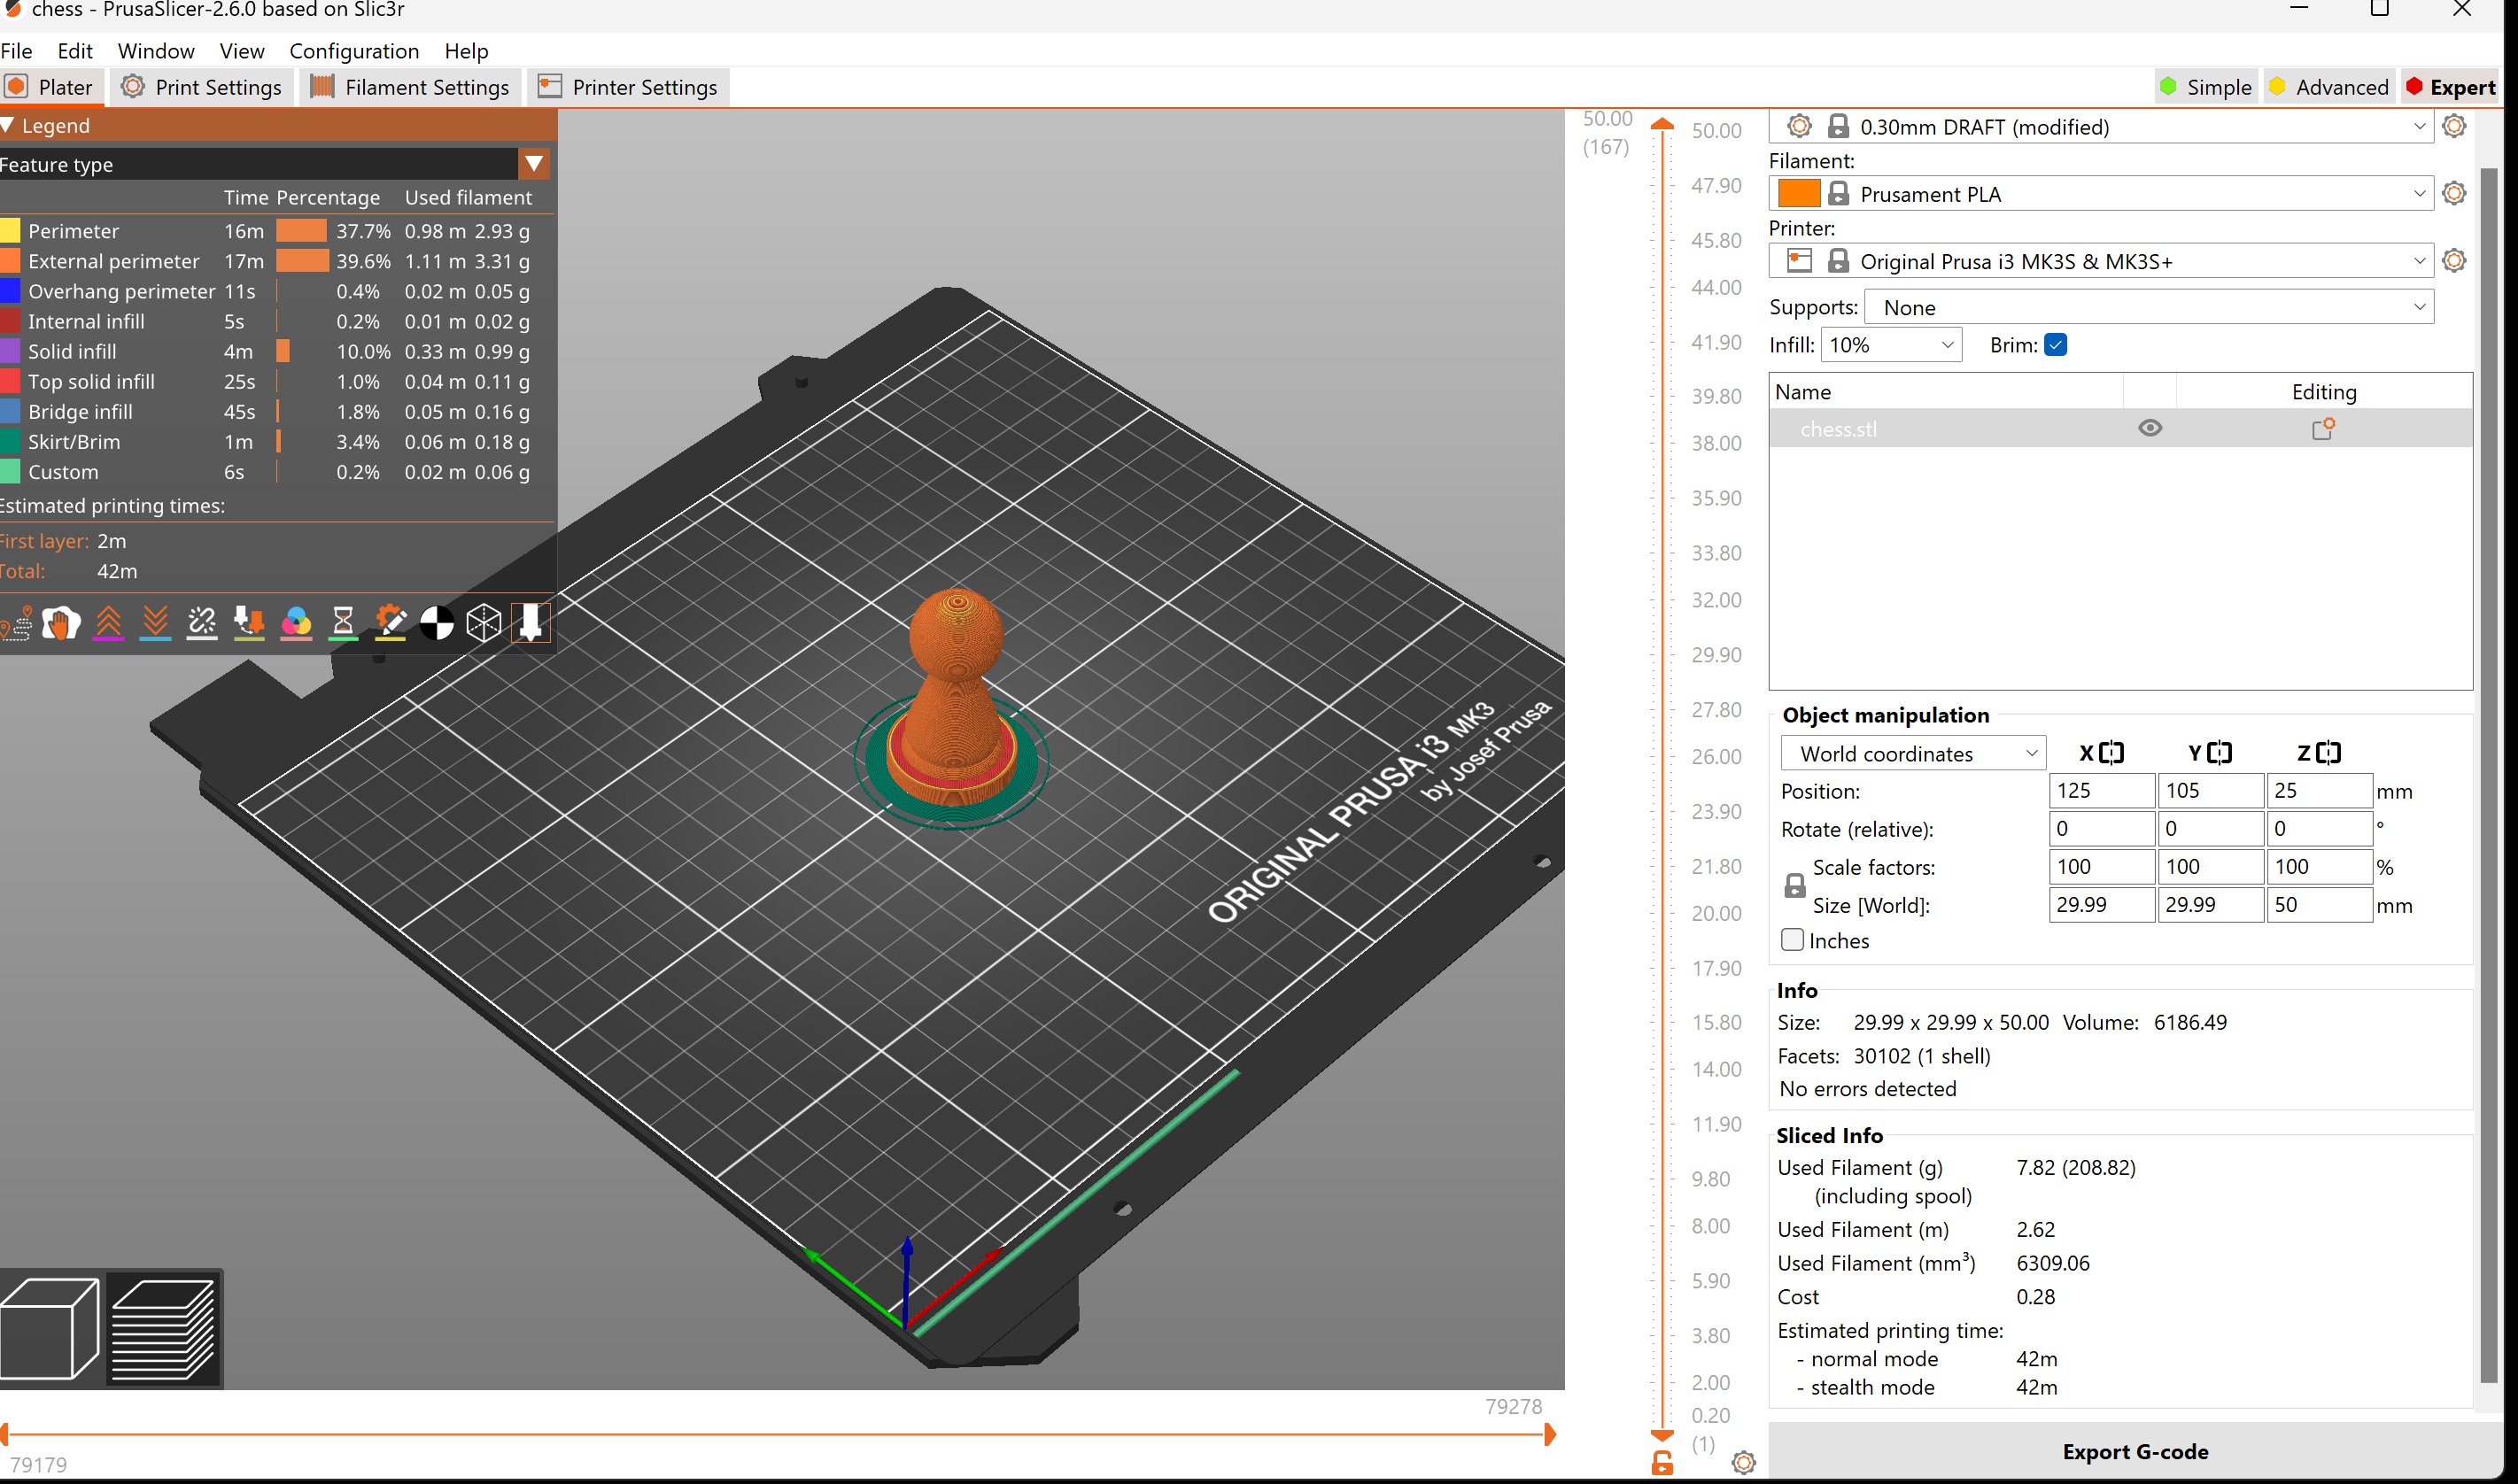 chess - PrusaSlicer-2.6.0 based on Slic3r
File Edit Window View Configuration Help
Plater Print Settings Filament Settings Printer Settings Simple Advanced Expert
Legend
Feature type
Time Percentage Used filament
Perimeter 16m 37.7% 0.98 m 2.93 g
External perimeter 17m 39.6% 1.11 m 3.31 g
Overhang perimeter 11s 0.4% 0.02 m 0.05 g
Internal infill 5s 0.2% 0.01 m 0.02 g
Solid infill 4m 10.0% 0.33 m 0.99 g
Top solid infill 25s 1.0% 0.04 m 0.11 g
Bridge infill 45s 1.8% 0.05 m 0.16 g
Skirt/Brim 1m 3.4% 0.06 m 0.18 g
Custom 6s 0.2% 0.02 m 0.06 g
Estimated printing times:
First layer: 2m
Total: 42m
ORIGINAL PRUSA i3 MK3
by Josef Prusa
79278
79179
50.00
(167)
50.00
47.90
45.80
44.00
41.90
39.80
38.00
35.90
33.80
32.00
29.90
27.80
26.00
23.90
21.80
20.00
17.90
15.80
14.00
11.90
9.80
8.00
5.90
3.80
2.00
0.20
(1)
0.30mm DRAFT (modified)
Filament:
Prusament PLA
Printer:
Original Prusa i3 MK3S & MK3S+
Supports: None
Infill: 10% Brim:
Name Editing
chess.stl
Object manipulation
World coordinates X Y Z
Position: 125 105 25 mm
Rotate (relative): 0 0 0 °
Scale factors: 100 100 100 %
Size [World]: 29.99 29.99 50 mm
Inches
Info
Size: 29.99 x 29.99 x 50.00 Volume: 6186.49
Facets: 30102 (1 shell)
No errors detected
Sliced Info
Used Filament (g) 7.82 (208.82)
(including spool)
Used Filament (m) 2.62
Used Filament (mm³) 6309.06
Cost 0.28
Estimated printing time:
- normal mode 42m
- stealth mode 42m
Export G-code